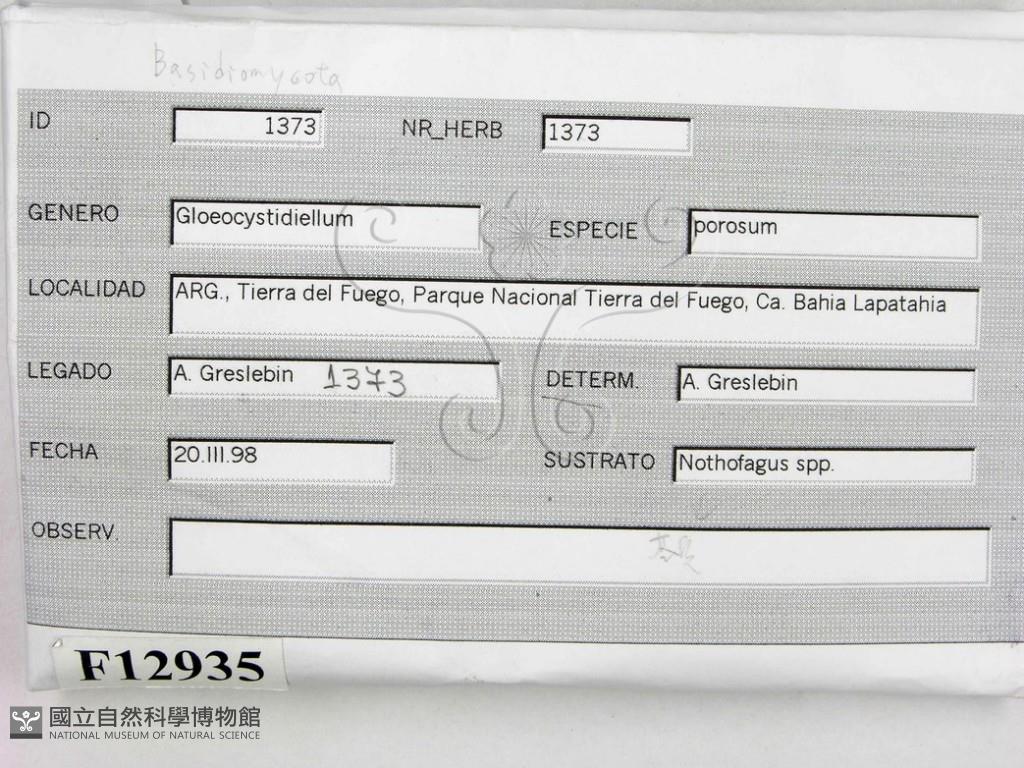 Basidiomycota
ID 1373 NR_HERB 1373
GENERO Gloeocystidiellum ESPECIE porosum
LOCALIDAD ARG., Tierra del Fuego, Parque Nacional Tierra del Fuego, Ca. Bahia Lapatahia
LEGADO A. Greslebin 1373 DETERM. A. Greslebin
FECHA 20.III.98 SUSTRATO Nothofagus spp.
OBSERV.
F12935
國立自然科學博物館
NATIONAL MUSEUM OF NATURAL SCIENCE